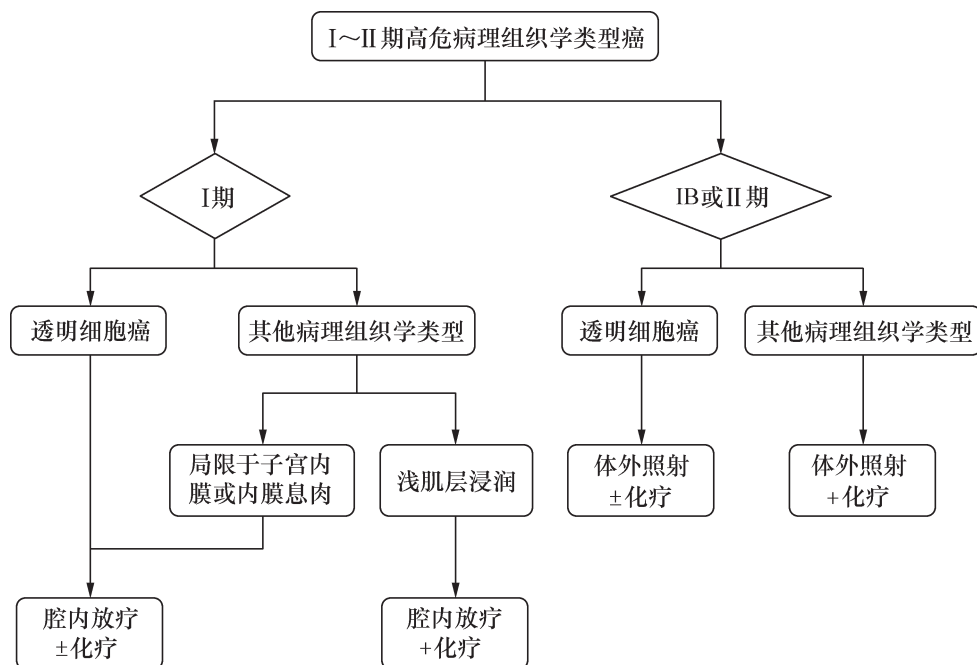 Ⅰ～Ⅱ期高危病理组织学类型癌
Ⅰ期
ⅠB或Ⅱ期
透明细胞癌
其他病理组织学类型
透明细胞癌
其他病理组织学类型
局限于子宫内
膜或内膜息肉
浅肌层浸润
体外照射
±化疗
体外照射
+化疗
腔内放疗
±化疗
腔内放疗
+化疗